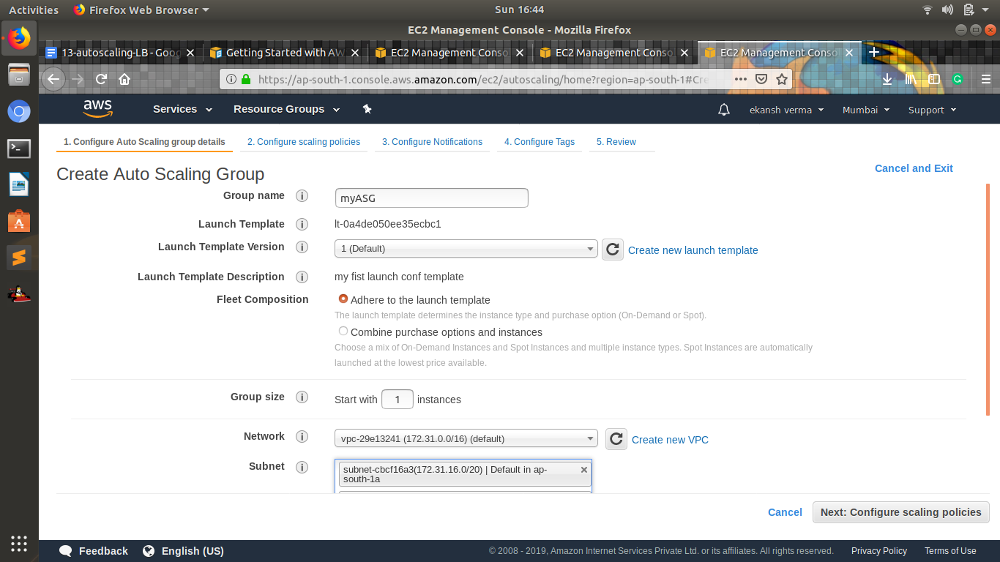 Activities
Firefox Web Browser
Sun 16:44
EC2 Management Console - Mozilla Firefox
13-autoscaling-LB - Goog
Getting Started with AW
EC2 Management Conso
EC2 Management Conso
EC2 Management Conso
https://ap-south-1.console.aws.amazon.com/ec2/autoscaling/home?region=ap-south-1#Cre
aws
Services
Resource Groups
ekansh verma
Mumbai
Support
1. Configure Auto Scaling group details
2. Configure scaling policies
3. Configure Notifications
4. Configure Tags
5. Review
Create Auto Scaling Group
Cancel and Exit
Group name
myASG
Launch Template
lt-0a4de050ee35ecbc1
Launch Template Version
1 (Default)
Create new launch template
Launch Template Description
my fist launch conf template
Fleet Composition
Adhere to the launch template
The launch template determines the instance type and purchase option (On-Demand or Spot).
Combine purchase options and instances
Choose a mix of On-Demand Instances and Spot Instances and multiple instance types. Spot Instances are automatically
launched at the lowest price available.
Group size
Start with 1 instances
Network
vpc-29e13241 (172.31.0.0/16) (default)
Create new VPC
Subnet
subnet-cbcf16a3(172.31.16.0/20) | Default in ap-
south-1a
Cancel
Next: Configure scaling policies
Feedback
English (US)
© 2008 - 2019, Amazon Internet Services Private Ltd. or its affiliates. All rights reserved.
Privacy Policy
Terms of Use